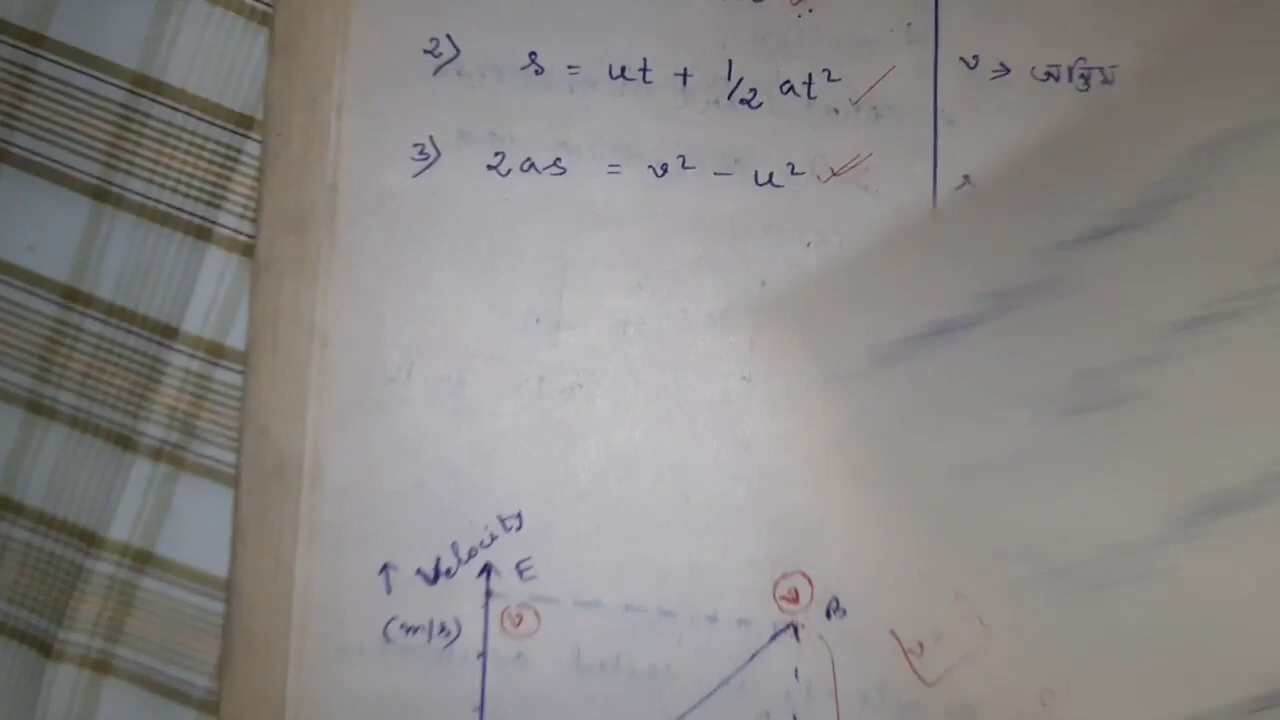 2) s = ut + 1/2 at²
v → অন্তিম
3) 2as = v² - u²
↑ velocity
E
(m/s)
v
v
B